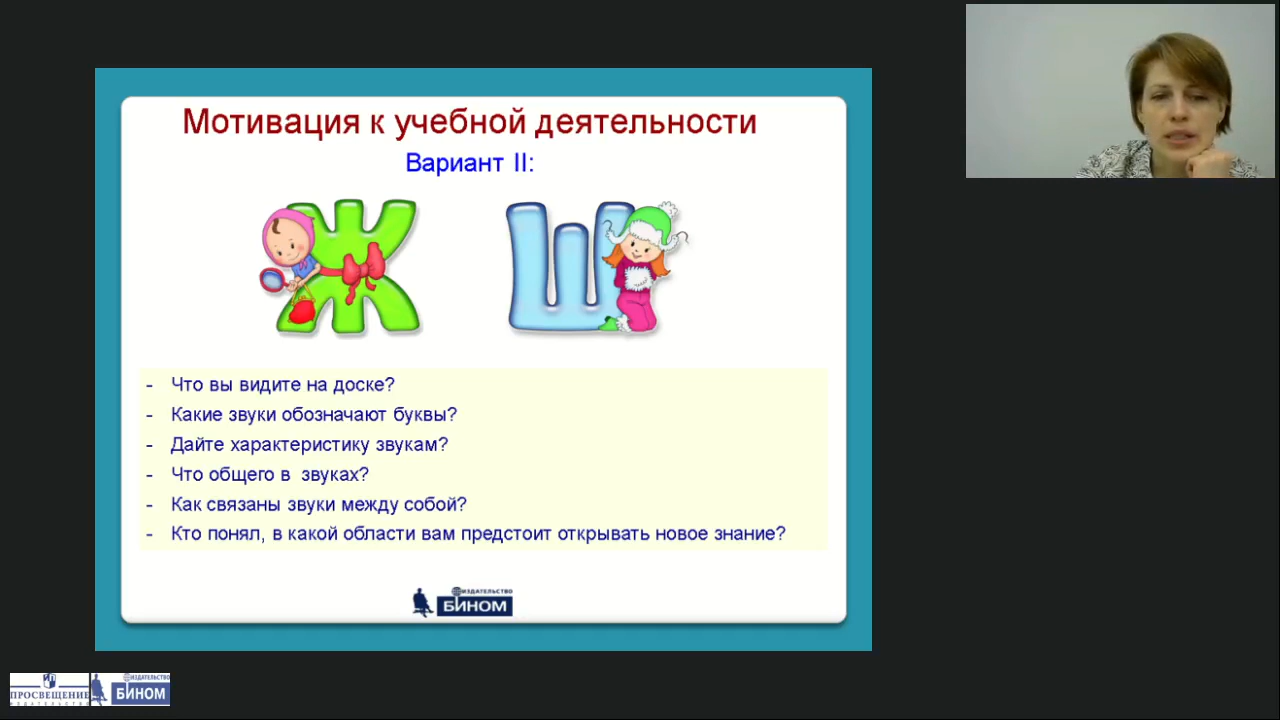 Мотивация к учебной деятельности
Вариант II:
Ж Ш
- Что вы видите на доске?
- Какие звуки обозначают буквы?
- Дайте характеристику звукам?
- Что общего в звуках?
- Как связаны звуки между собой?
- Кто понял, в какой области вам предстоит открывать новое знание?
ИЗДАТЕЛЬСТВО
БИНОМ
ПРОСВЕЩЕНИЕ
ИЗДАТЕЛЬСТВО
ИЗДАТЕЛЬСТВО
БИНОМ